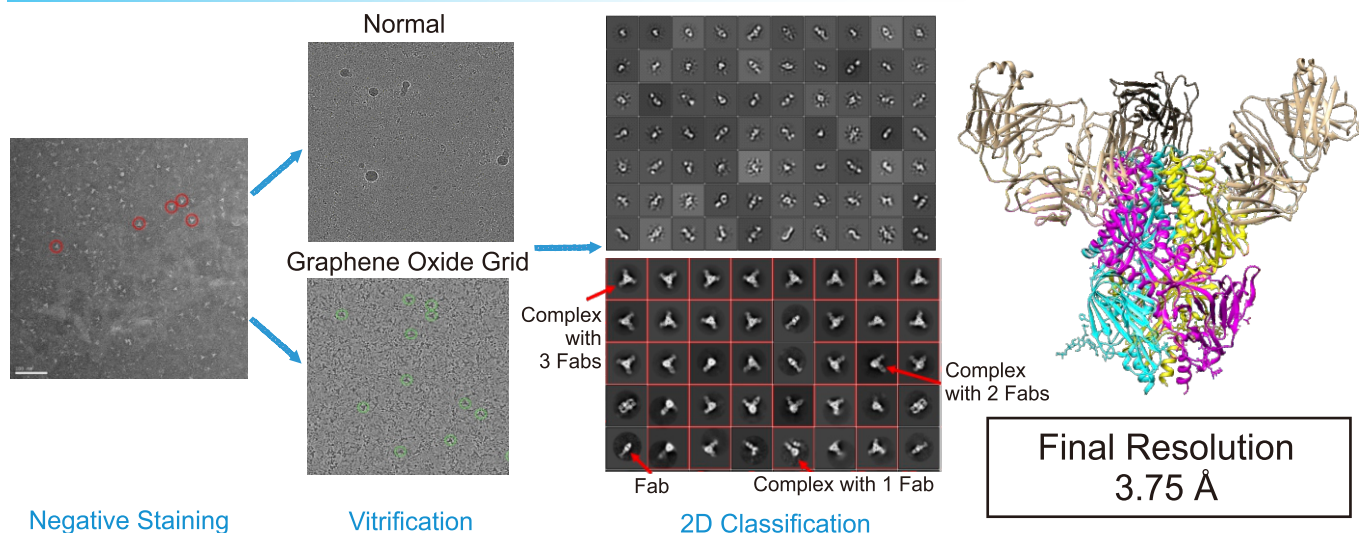 Normal
Graphene Oxide Grid
Complex
with
3 Fabs
Complex
with 2 Fabs
Fab
Complex with 1 Fab
Final Resolution
3.75 Å
Negative Staining
Vitrification
2D Classification